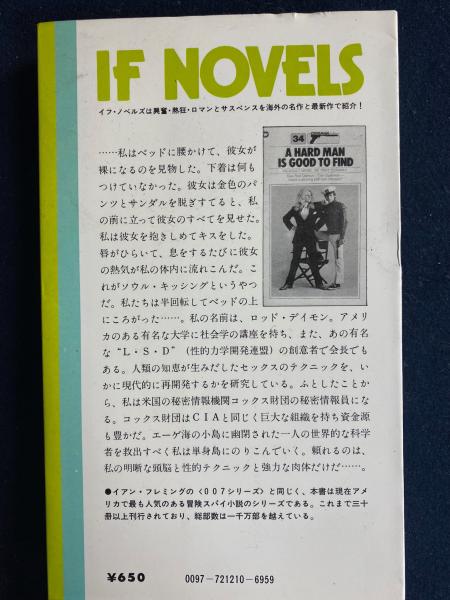 IF NOVELS
イフ・ノベルズは興奮・熱狂・ロマンとサスペンスを海外の名作と最新作で紹介！
……私はベッドに腰かけて、彼女が
裸になるのを見物した。下着は何も
つけていなかった。彼女は金色のパ
ンツとサンダルを脱ぎすてると、私
の前に立って彼女のすべてを見せた。
私は彼女を抱きしめてキスをした。
唇がひらいて、息をするたびに彼女
の熱気が私の体内に流れこんだ。こ
れがソウル・キッシングというやつ
だ。私たちは半回転してベッドの上
にころがった……。私の名前は、ロッド・デイモン。アメリ
カのある有名な大学に社会学の講座を持ち、また、あの有名
な“L・S・D”（性的力学開発連盟）の創意者で会長でも
ある。人類の知恵が生みだしたセックスのテクニックを、い
かに現代的に再開発するかを研究している。ふとしたことか
ら、私は米国の秘密情報機関コックス財団の秘密情報員にな
る。コックス財団はCIAと同じく巨大な組織を持ち資金源
も豊かだ。エーゲ海の小島に幽閉された一人の世界的な科学
者を救出すべく私は単身島にのりこんでいく。頼れるのは、
私の明晰な頭脳と性的テクニックと強力な肉体だけだ……。
34
A HARD MAN
IS GOOD TO FIND
●イアン・フレミングの〈007シリーズ〉と同じく、本書は現在アメ
リカで最も人気のある冒険スパイ小説のシリーズである。これまで三十
冊以上刊行されており、総部数は一千万部を越えている。
¥650
0097-721210-6959